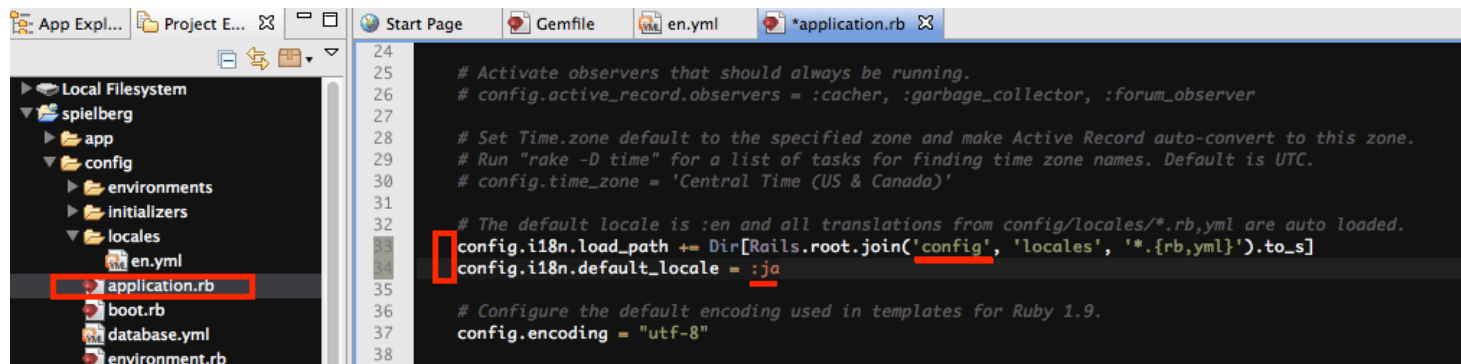 App Expl... Project E... Start Page Gemfile en.yml *application.rb
Local Filesystem
spielberg
app
config
environments
initializers
locales
en.yml
application.rb
boot.rb
database.yml
environment.rb
24
25 # Activate observers that should always be running.
26 # config.active_record.observers = :cacher, :garbage_collector, :forum_observer
27
28 # Set Time.zone default to the specified zone and make Active Record auto-convert to this zone.
29 # Run "rake -D time" for a list of tasks for finding time zone names. Default is UTC.
30 # config.time_zone = 'Central Time (US & Canada)'
31
32 # The default locale is :en and all translations from config/locales/*.rb,yml are auto loaded.
33 config.i18n.load_path += Dir[Rails.root.join('config', 'locales', '*.{rb,yml}').to_s]
34 config.i18n.default_locale = :ja
35
36 # Configure the default encoding used in templates for Ruby 1.9.
37 config.encoding = "utf-8"
38